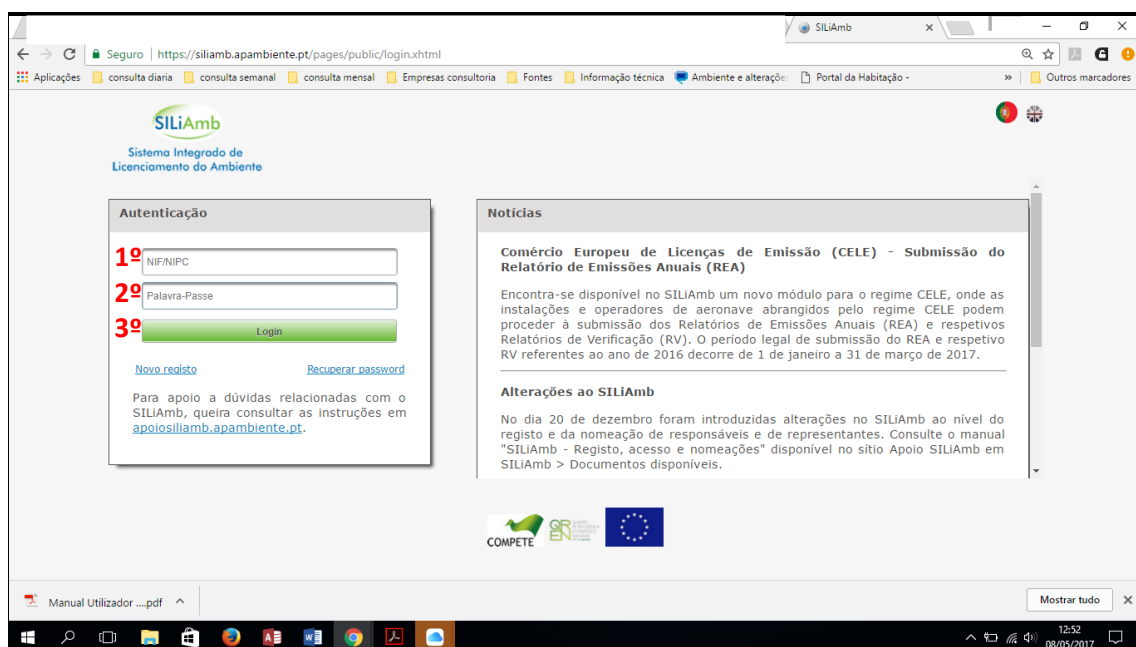 SILiAmb
Seguro | https://siliamb.apambiente.pt/pages/public/login.xhtml
Aplicações consulta diaria consulta semanal consulta mensal Empresas consultoria Fontes Informação técnica Ambiente e alteraçõe Portal da Habitação - » Outros marcadores
SILiAmb
Sistema Integrado de
Licenciamento do Ambiente
Autenticação
1º NIF/NIPC
2º Palavra-Passe
3º Login
Novo registo Recuperar password
Para apoio a dúvidas relacionadas com o
SILiAmb, queira consultar as instruções em
apoiosiliamb.apambiente.pt.
Notícias
Comércio Europeu de Licenças de Emissão (CELE) - Submissão do
Relatório de Emissões Anuais (REA)
Encontra-se disponível no SILiAmb um novo módulo para o regime CELE, onde as
instalações e operadores de aeronave abrangidos pelo regime CELE podem
proceder à submissão dos Relatórios de Emissões Anuais (REA) e respetivos
Relatórios de Verificação (RV). O período legal de submissão do REA e respetivo
RV referentes ao ano de 2016 decorre de 1 de janeiro a 31 de março de 2017.
Alterações ao SILiAmb
No dia 20 de dezembro foram introduzidas alterações no SILiAmb ao nível do
registo e da nomeação de responsáveis e de representantes. Consulte o manual
"SILiAmb - Registo, acesso e nomeações" disponível no sítio Apoio SILiAmb em
SILiAmb > Documentos disponíveis.
COMPETE
QR
EN
Manual Utilizador ....pdf
Mostrar tudo
12:52
08/05/2017